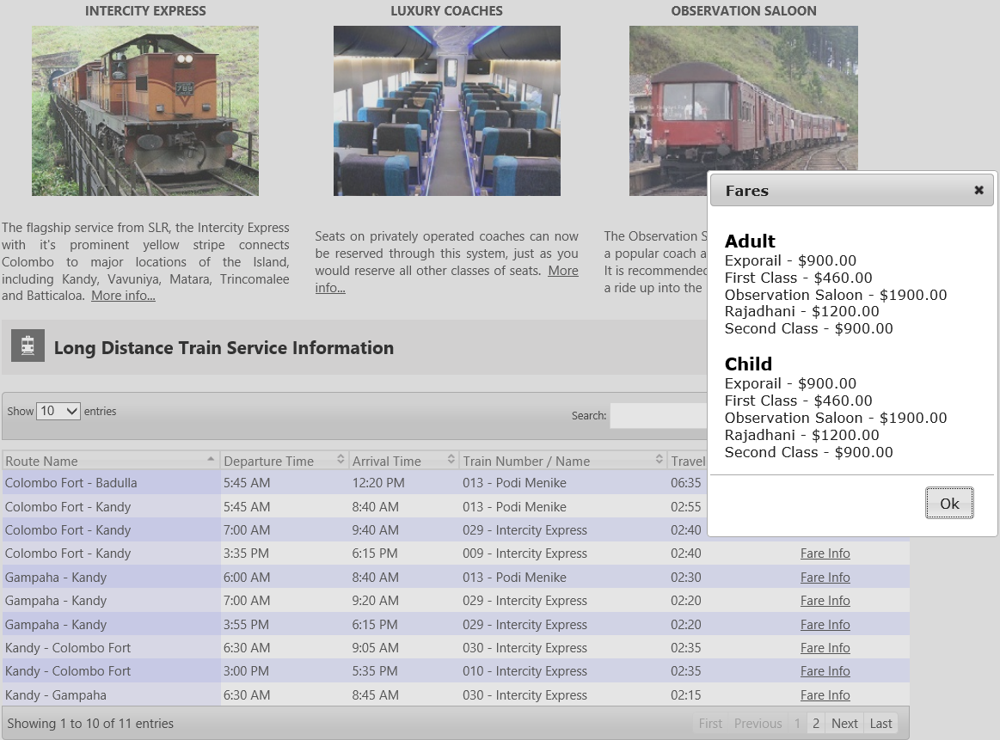 INTERCITY EXPRESS
LUXURY COACHES
OBSERVATION SALOON
789
The flagship service from SLR, the Intercity Express
with it's prominent yellow stripe connects
Colombo to major locations of the Island,
including Kandy, Vavuniya, Matara, Trincomalee
and Batticaloa. More info...
Seats on privately operated coaches can now
be reserved through this system, just as you
would reserve all other classes of seats. More
info...
The Observation S
a popular coach a
It is recommended
a ride up into the
Fares
Adult
Exporail - $900.00
First Class - $460.00
Observation Saloon - $1900.00
Rajadhani - $1200.00
Second Class - $900.00
Child
Exporail - $900.00
First Class - $460.00
Observation Saloon - $1900.00
Rajadhani - $1200.00
Second Class - $900.00
Ok
Long Distance Train Service Information
Show 10 entries Search:
Route Name Departure Time Arrival Time Train Number / Name Travel
Colombo Fort - Badulla 5:45 AM 12:20 PM 013 - Podi Menike 06:35
Colombo Fort - Kandy 5:45 AM 8:40 AM 013 - Podi Menike 02:55
Colombo Fort - Kandy 7:00 AM 9:40 AM 029 - Intercity Express 02:40
Colombo Fort - Kandy 3:35 PM 6:15 PM 009 - Intercity Express 02:40 Fare Info
Gampaha - Kandy 6:00 AM 8:40 AM 013 - Podi Menike 02:30 Fare Info
Gampaha - Kandy 7:00 AM 9:20 AM 029 - Intercity Express 02:20 Fare Info
Gampaha - Kandy 3:55 PM 6:15 PM 029 - Intercity Express 02:20 Fare Info
Kandy - Colombo Fort 6:30 AM 9:05 AM 030 - Intercity Express 02:35 Fare Info
Kandy - Colombo Fort 3:00 PM 5:35 PM 010 - Intercity Express 02:35 Fare Info
Kandy - Gampaha 6:30 AM 8:45 AM 030 - Intercity Express 02:15 Fare Info
Showing 1 to 10 of 11 entries First Previous 1 2 Next Last